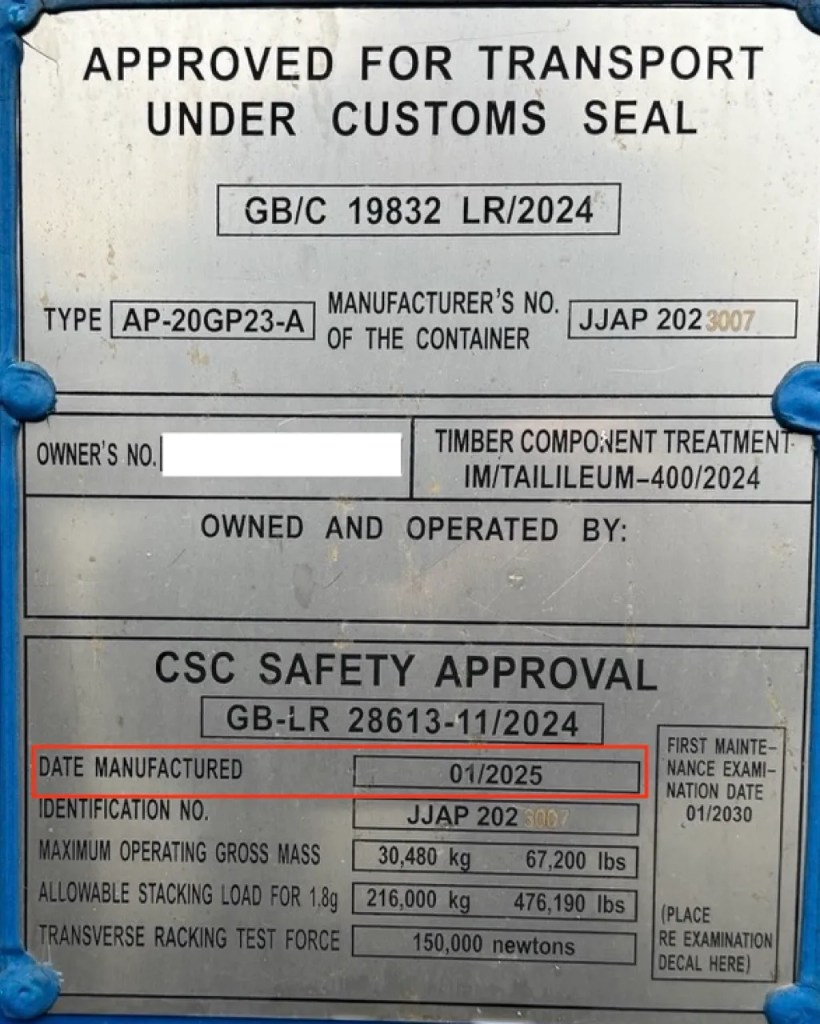 APPROVED FOR TRANSPORT
UNDER CUSTOMS SEAL
GB/C 19832 LR/2024
TYPE AP-20GP23-A MANUFACTURER'S NO.
OF THE CONTAINER JJAP 2023007
OWNER'S NO. TIMBER COMPONENT TREATMENT
IM/TAILILEUM-400/2024
OWNED AND OPERATED BY:
CSC SAFETY APPROVAL
GB-LR 28613-11/2024
DATE MANUFACTURED 01/2025
IDENTIFICATION NO. JJAP 2023007
MAXIMUM OPERATING GROSS MASS 30,480 kg 67,200 lbs
ALLOWABLE STACKING LOAD FOR 1,8g 216,000 kg 476,190 lbs
TRANSVERSE RACKING TEST FORCE 150,000 newtons
FIRST MAINTE-
NANCE EXAMI-
NATION DATE
01/2030
(PLACE
RE EXAMINATION
DECAL HERE)